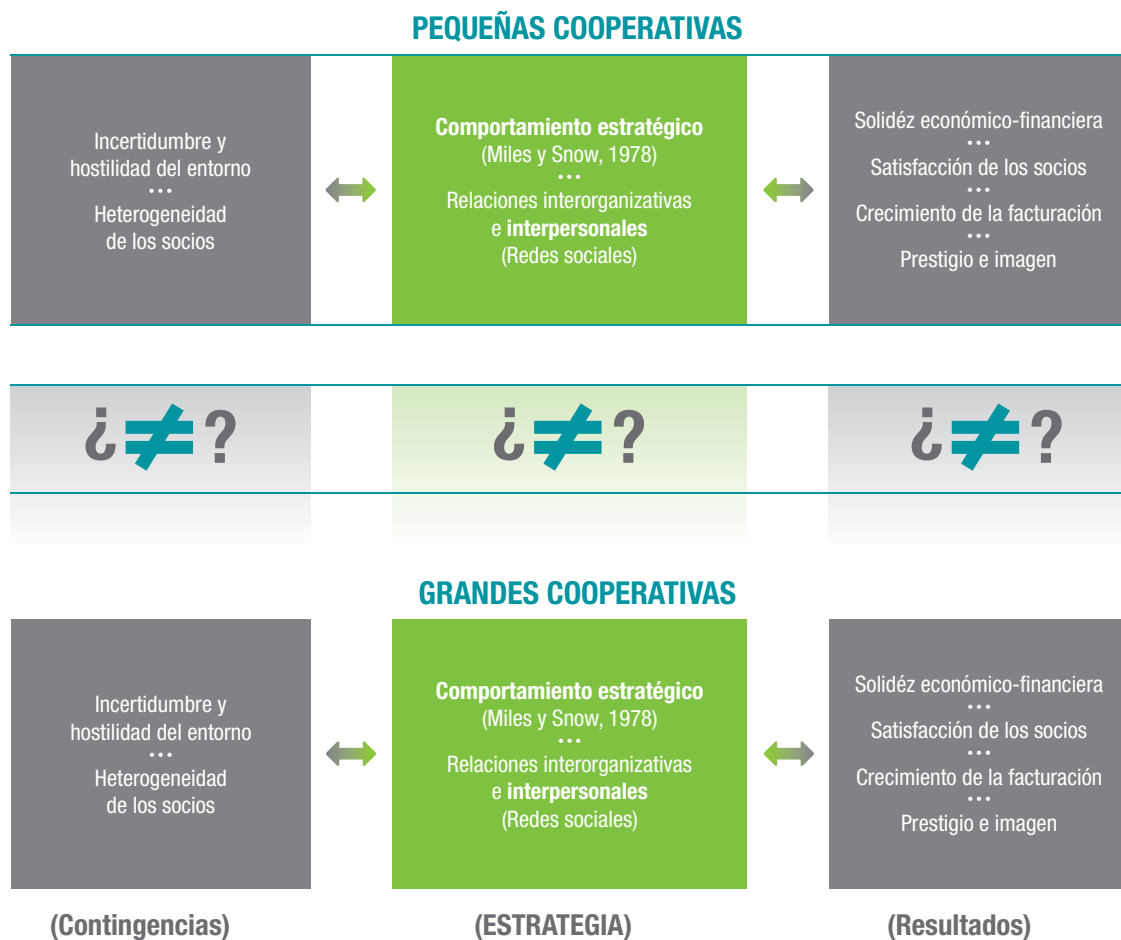 PEQUEÑAS COOPERATIVAS
Incertidumbre y
hostilidad del entorno
...
Heterogeneidad
de los socios
Comportamiento estratégico
(Miles y Snow, 1978)
...
Relaciones interorganizativas
e interpersonales
(Redes sociales)
Solidéz económico-financiera
...
Satisfacción de los socios
...
Crecimiento de la facturación
...
Prestigio e imagen
¿≠?
¿≠?
¿≠?
GRANDES COOPERATIVAS
Incertidumbre y
hostilidad del entorno
...
Heterogeneidad
de los socios
Comportamiento estratégico
(Miles y Snow, 1978)
...
Relaciones interorganizativas
e interpersonales
(Redes sociales)
Solidéz económico-financiera
...
Satisfacción de los socios
...
Crecimiento de la facturación
...
Prestigio e imagen
(Contingencias)
(ESTRATEGIA)
(Resultados)